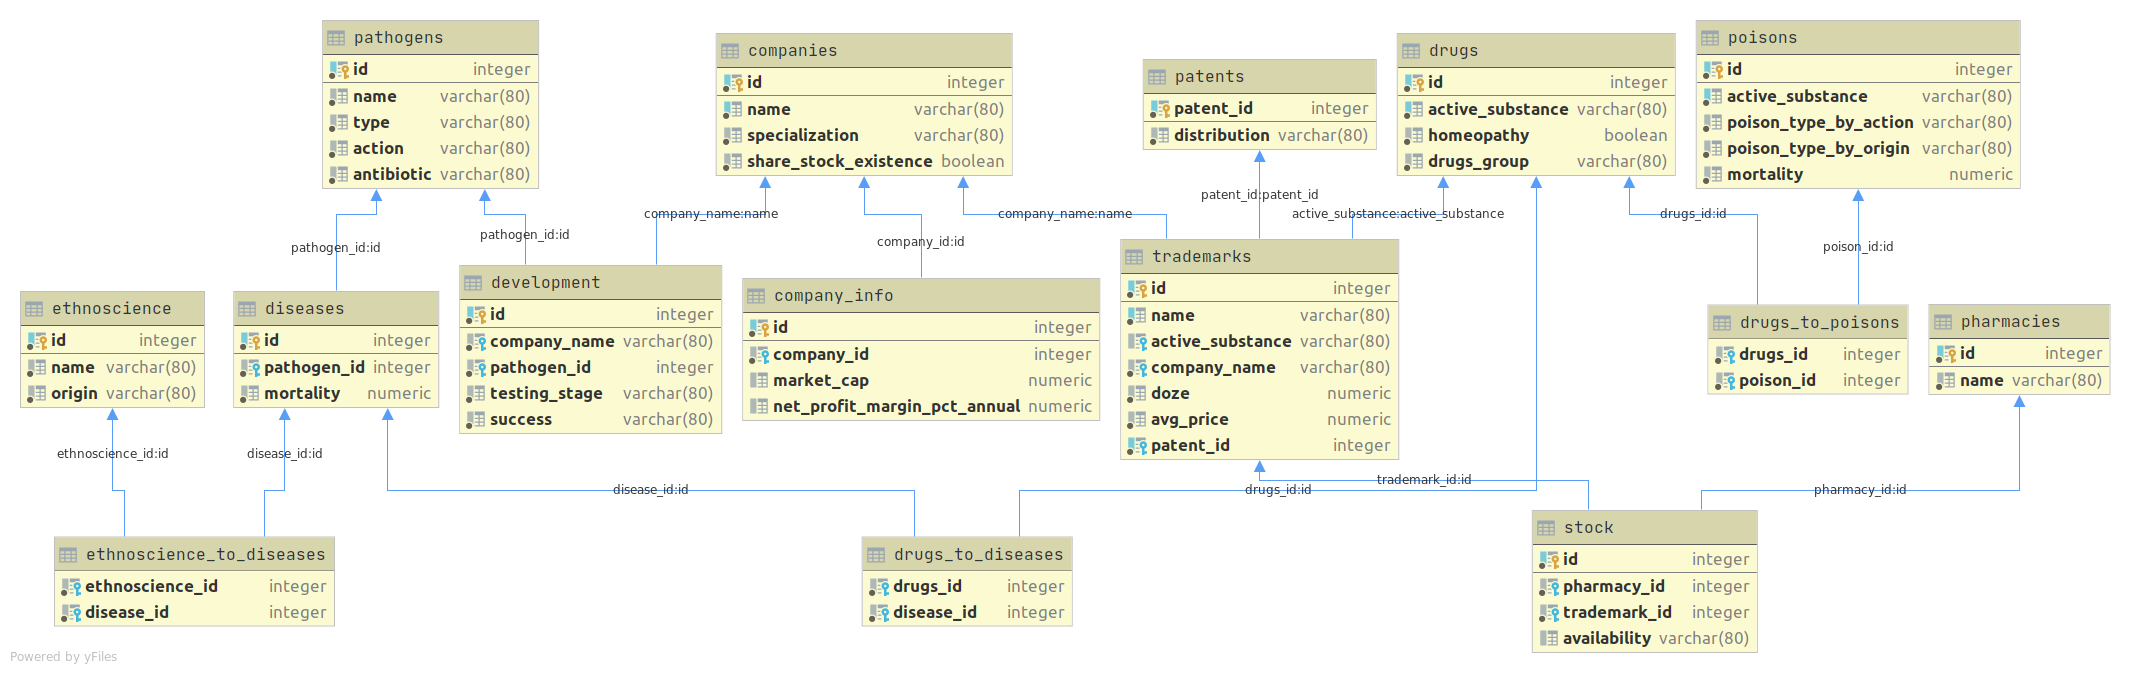 pathogens
id integer
name varchar(80)
type varchar(80)
action varchar(80)
antibiotic varchar(80)
companies
id integer
name varchar(80)
specialization varchar(80)
share_stock_existence boolean
patents
patent_id integer
distribution varchar(80)
drugs
id integer
active_substance varchar(80)
homeopathy boolean
drugs_group varchar(80)
poisons
id integer
active_substance varchar(80)
poison_type_by_action varchar(80)
poison_type_by_origin varchar(80)
mortality numeric
pathogen_id:id
pathogen_id:id
company_name:name
company_id:id
company_name:name
patent_id:patent_id
active_substance:active_substance
drugs_id:id
poison_id:id
ethnoscience
id integer
name varchar(80)
origin varchar(80)
diseases
id integer
pathogen_id integer
mortality numeric
development
id integer
company_name varchar(80)
pathogen_id integer
testing_stage varchar(80)
success varchar(80)
company_info
id integer
company_id integer
market_cap numeric
net_profit_margin_pct_annual numeric
trademarks
id integer
name varchar(80)
active_substance varchar(80)
company_name varchar(80)
doze numeric
avg_price numeric
patent_id integer
drugs_to_poisons
drugs_id integer
poison_id integer
pharmacies
id integer
name varchar(80)
ethnoscience_id:id
disease_id:id
disease_id:id
drugs_id:id
trademark_id:id
pharmacy_id:id
ethnoscience_to_diseases
ethnoscience_id integer
disease_id integer
drugs_to_diseases
drugs_id integer
disease_id integer
stock
id integer
pharmacy_id integer
trademark_id integer
availability varchar(80)
Powered by yFiles